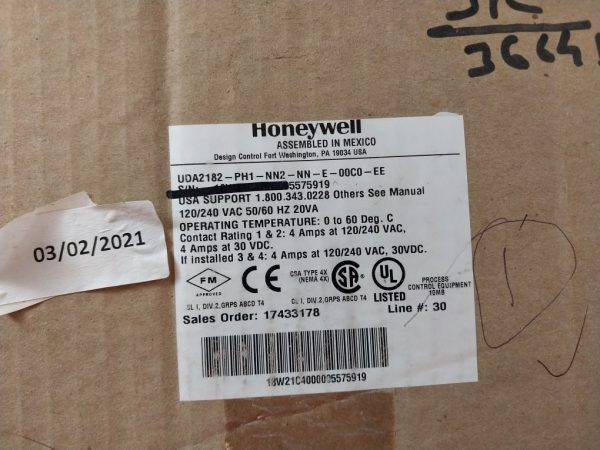 Honeywell
ASSEMBLED IN MEXICO
Design Control Fort Washington, PA 19034 USA
UDA2182-PH1-NN2-NN-E-00C0-EE
S/N: 5575919
USA SUPPORT 1.800.343.0228 Others See Manual
120/240 VAC 50/60 HZ 20VA
OPERATING TEMPERATURE: 0 to 60 Deg. C
Contact Rating 1 & 2: 4 Amps at 120/240 VAC,
4 Amps at 30 VDC.
If installed 3 & 4: 4 Amps at 120/240 VAC, 30VDC.
FM
APPROVED
CE
CSA TYPE 4X
(NEMA 4X)
SA
UL
LISTED
PROCESS
CONTROL EQUIPMENT
10MB
CL I, DIV.2,GRPS ABCD T4
CL I, DIV.2,GRPS ABCD T4
Sales Order: 17433178
Line #: 30
18W21C4000005575919
03/02/2021